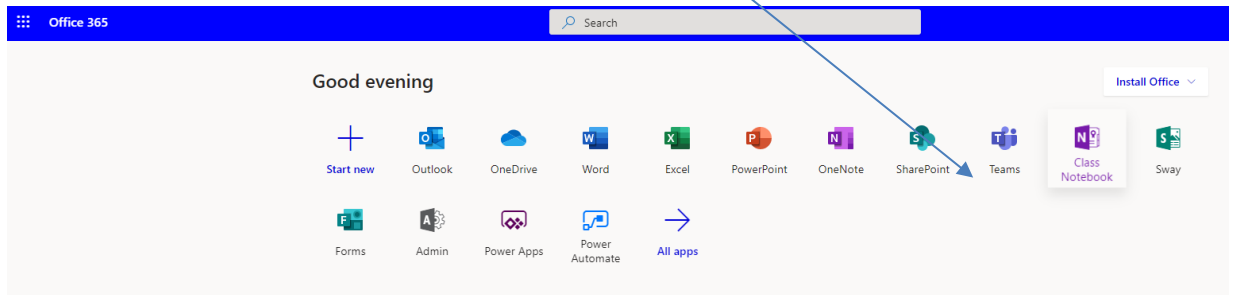 Office 365
Search
Good evening
Install Office
Start new
Outlook
OneDrive
Word
Excel
PowerPoint
OneNote
SharePoint
Teams
Class
Notebook
Sway
Forms
Admin
Power Apps
Power
Automate
All apps